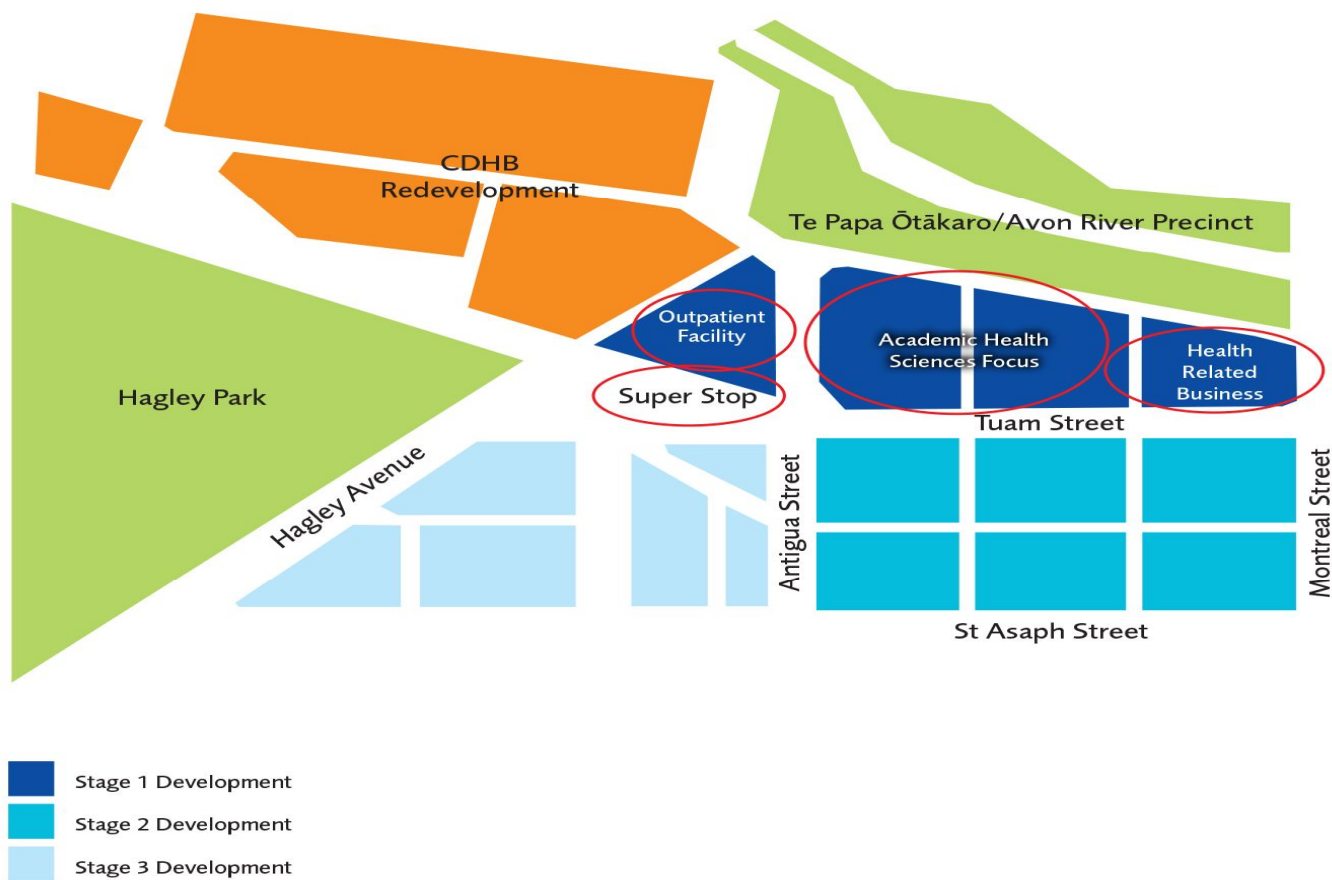 CDHB
Redevelopment
Te Papa Ōtākaro/Avon River Precinct
Outpatient
Facility
Academic Health
Sciences Focus
Health
Related
Business
Hagley Park
Super Stop
Tuam Street
Hagley Avenue
Antigua Street
Montreal Street
St Asaph Street
Stage 1 Development
Stage 2 Development
Stage 3 Development